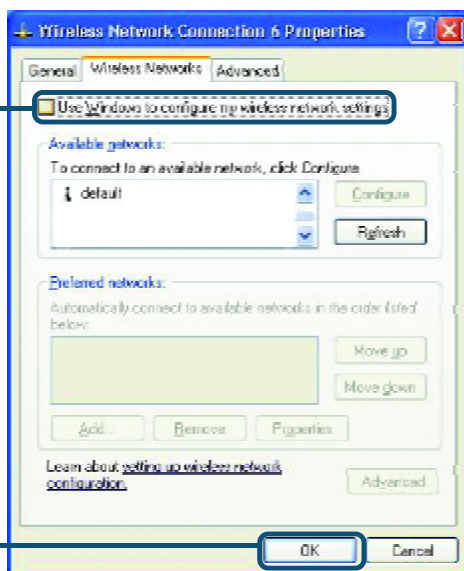 Wireless Network Connection 6 Properties
General Wireless Networks Advanced
Use Windows to configure my wireless network settings
Available networks:
To connect to an available network, click Configure
default
Configure
Refresh
Preferred networks:
Automatically connect to available networks in the order listed
below:
Move up
Move down
Add... Remove Properties
Learn about setting up wireless network
configuration.
Advanced
OK Cancel